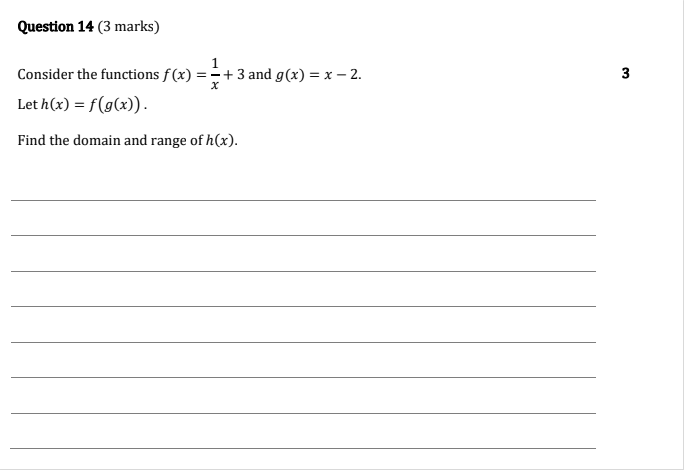 Question 14 (3 marks)
Consider the functions f(x) = 1/x + 3 and g(x) = x − 2.
3
Let h(x) = f(g(x)).
Find the domain and range of h(x).